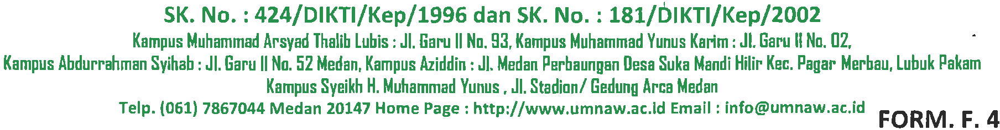 SK. No. : 424/DIKTI/Kep/1996 dan SK. No. : 181/DIKTI/Kep/2002
Kampus Muhammad Arsyad Thalib Lubis : Jl. Garu II No. 93, Kampus Muhammad Yunus Karim : Jl. Garu II No. 02,
Kampus Abdurrahman Syihab : Jl. Garu II No. 52 Medan, Kampus Aziddin : Jl. Medan Perbaungan Desa Suka Mandi Hilir Kec. Pagar Merbau, Lubuk Pakam
Kampus Syeikh H. Muhammad Yunus , Jl. Stadion/ Gedung Arca Medan
Telp. (061) 7867044 Medan 20147 Home Page : http://www.umnaw.ac.id Email : info@umnaw.ac.id
FORM. F. 4